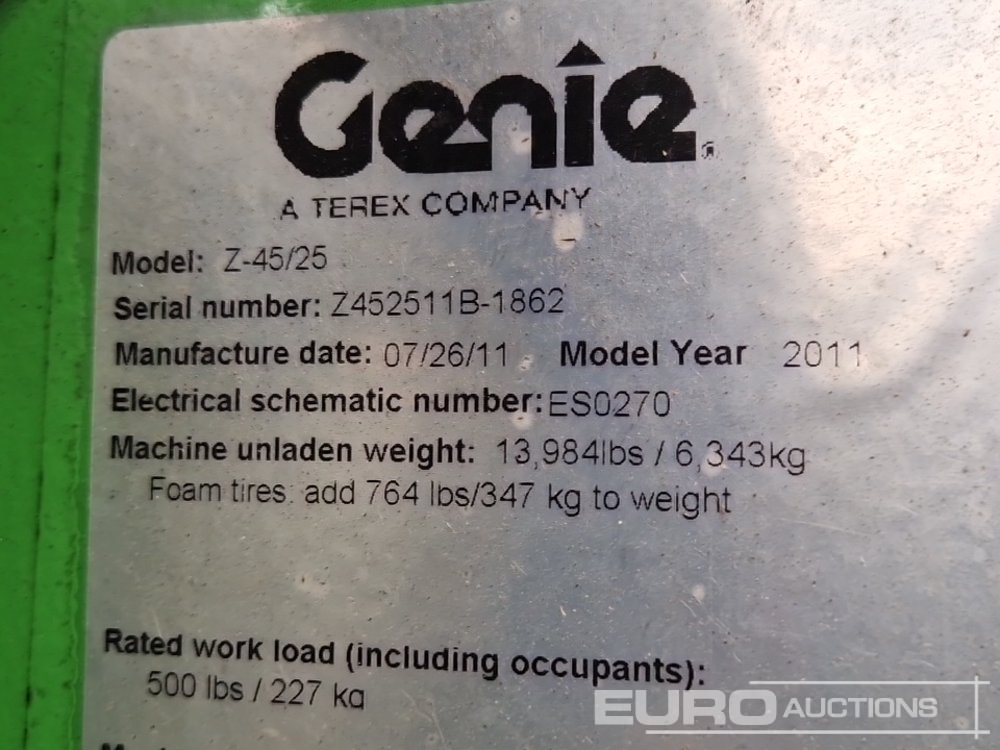 Genie
A TEREX COMPANY
Model: Z-45/25
Serial number: Z452511B-1862
Manufacture date: 07/26/11 Model Year 2011
Electrical schematic number: ES0270
Machine unladen weight: 13,984lbs / 6,343kg
Foam tires: add 764 lbs/347 kg to weight
Rated work load (including occupants):
500 lbs / 227 kg
EURO AUCTIONS